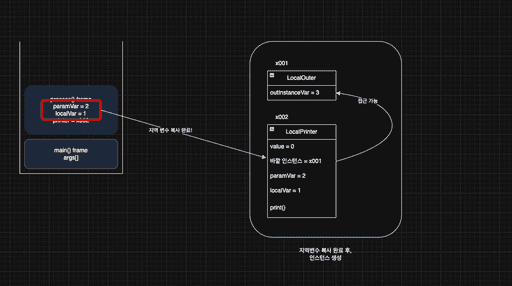 process() frame
paramVar = 2
localVar = 1
printer = x002
main() frame
args[]
지역 변수 복사 완료!
x001
LocalOuter
outInstanceVar = 3
접근 가능
x002
LocalPrinter
value = 0
바깥 인스턴스 = x001
paramVar = 2
localVar = 1
print()
지역변수 복사 완료 후,
인스턴스 생성